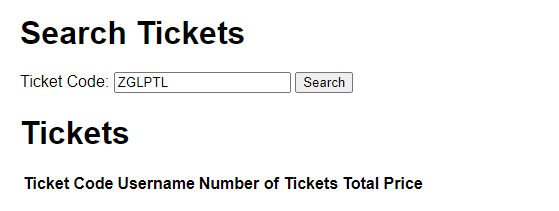 Search Tickets
Ticket Code: ZGLPTL Search
Tickets
Ticket Code Username Number of Tickets Total Price